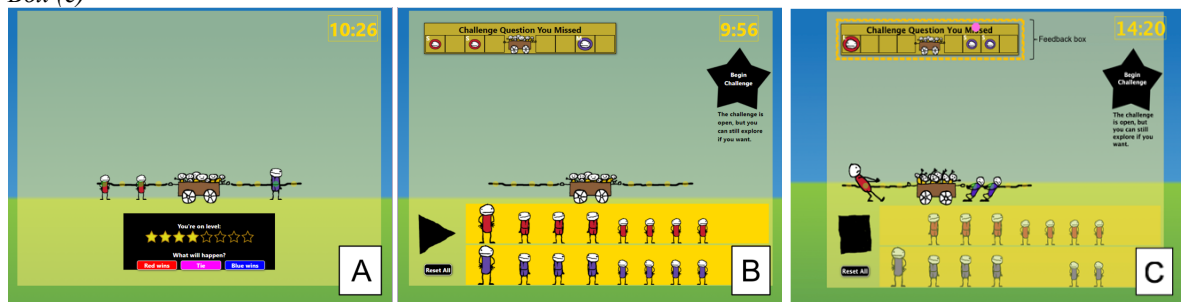 10:26
You're on level:
What will happen?
Red wins
Tie
Blue wins
A
Challenge Question You Missed
9:56
Begin
Challenge
The challenge is
open, but you
can still explore
if you want.
Reset All
B
Challenge Question You Missed
14:20
Feedback box
Begin
Challenge
The challenge
is open, but
you can still
explore if you
want.
Reset All
C